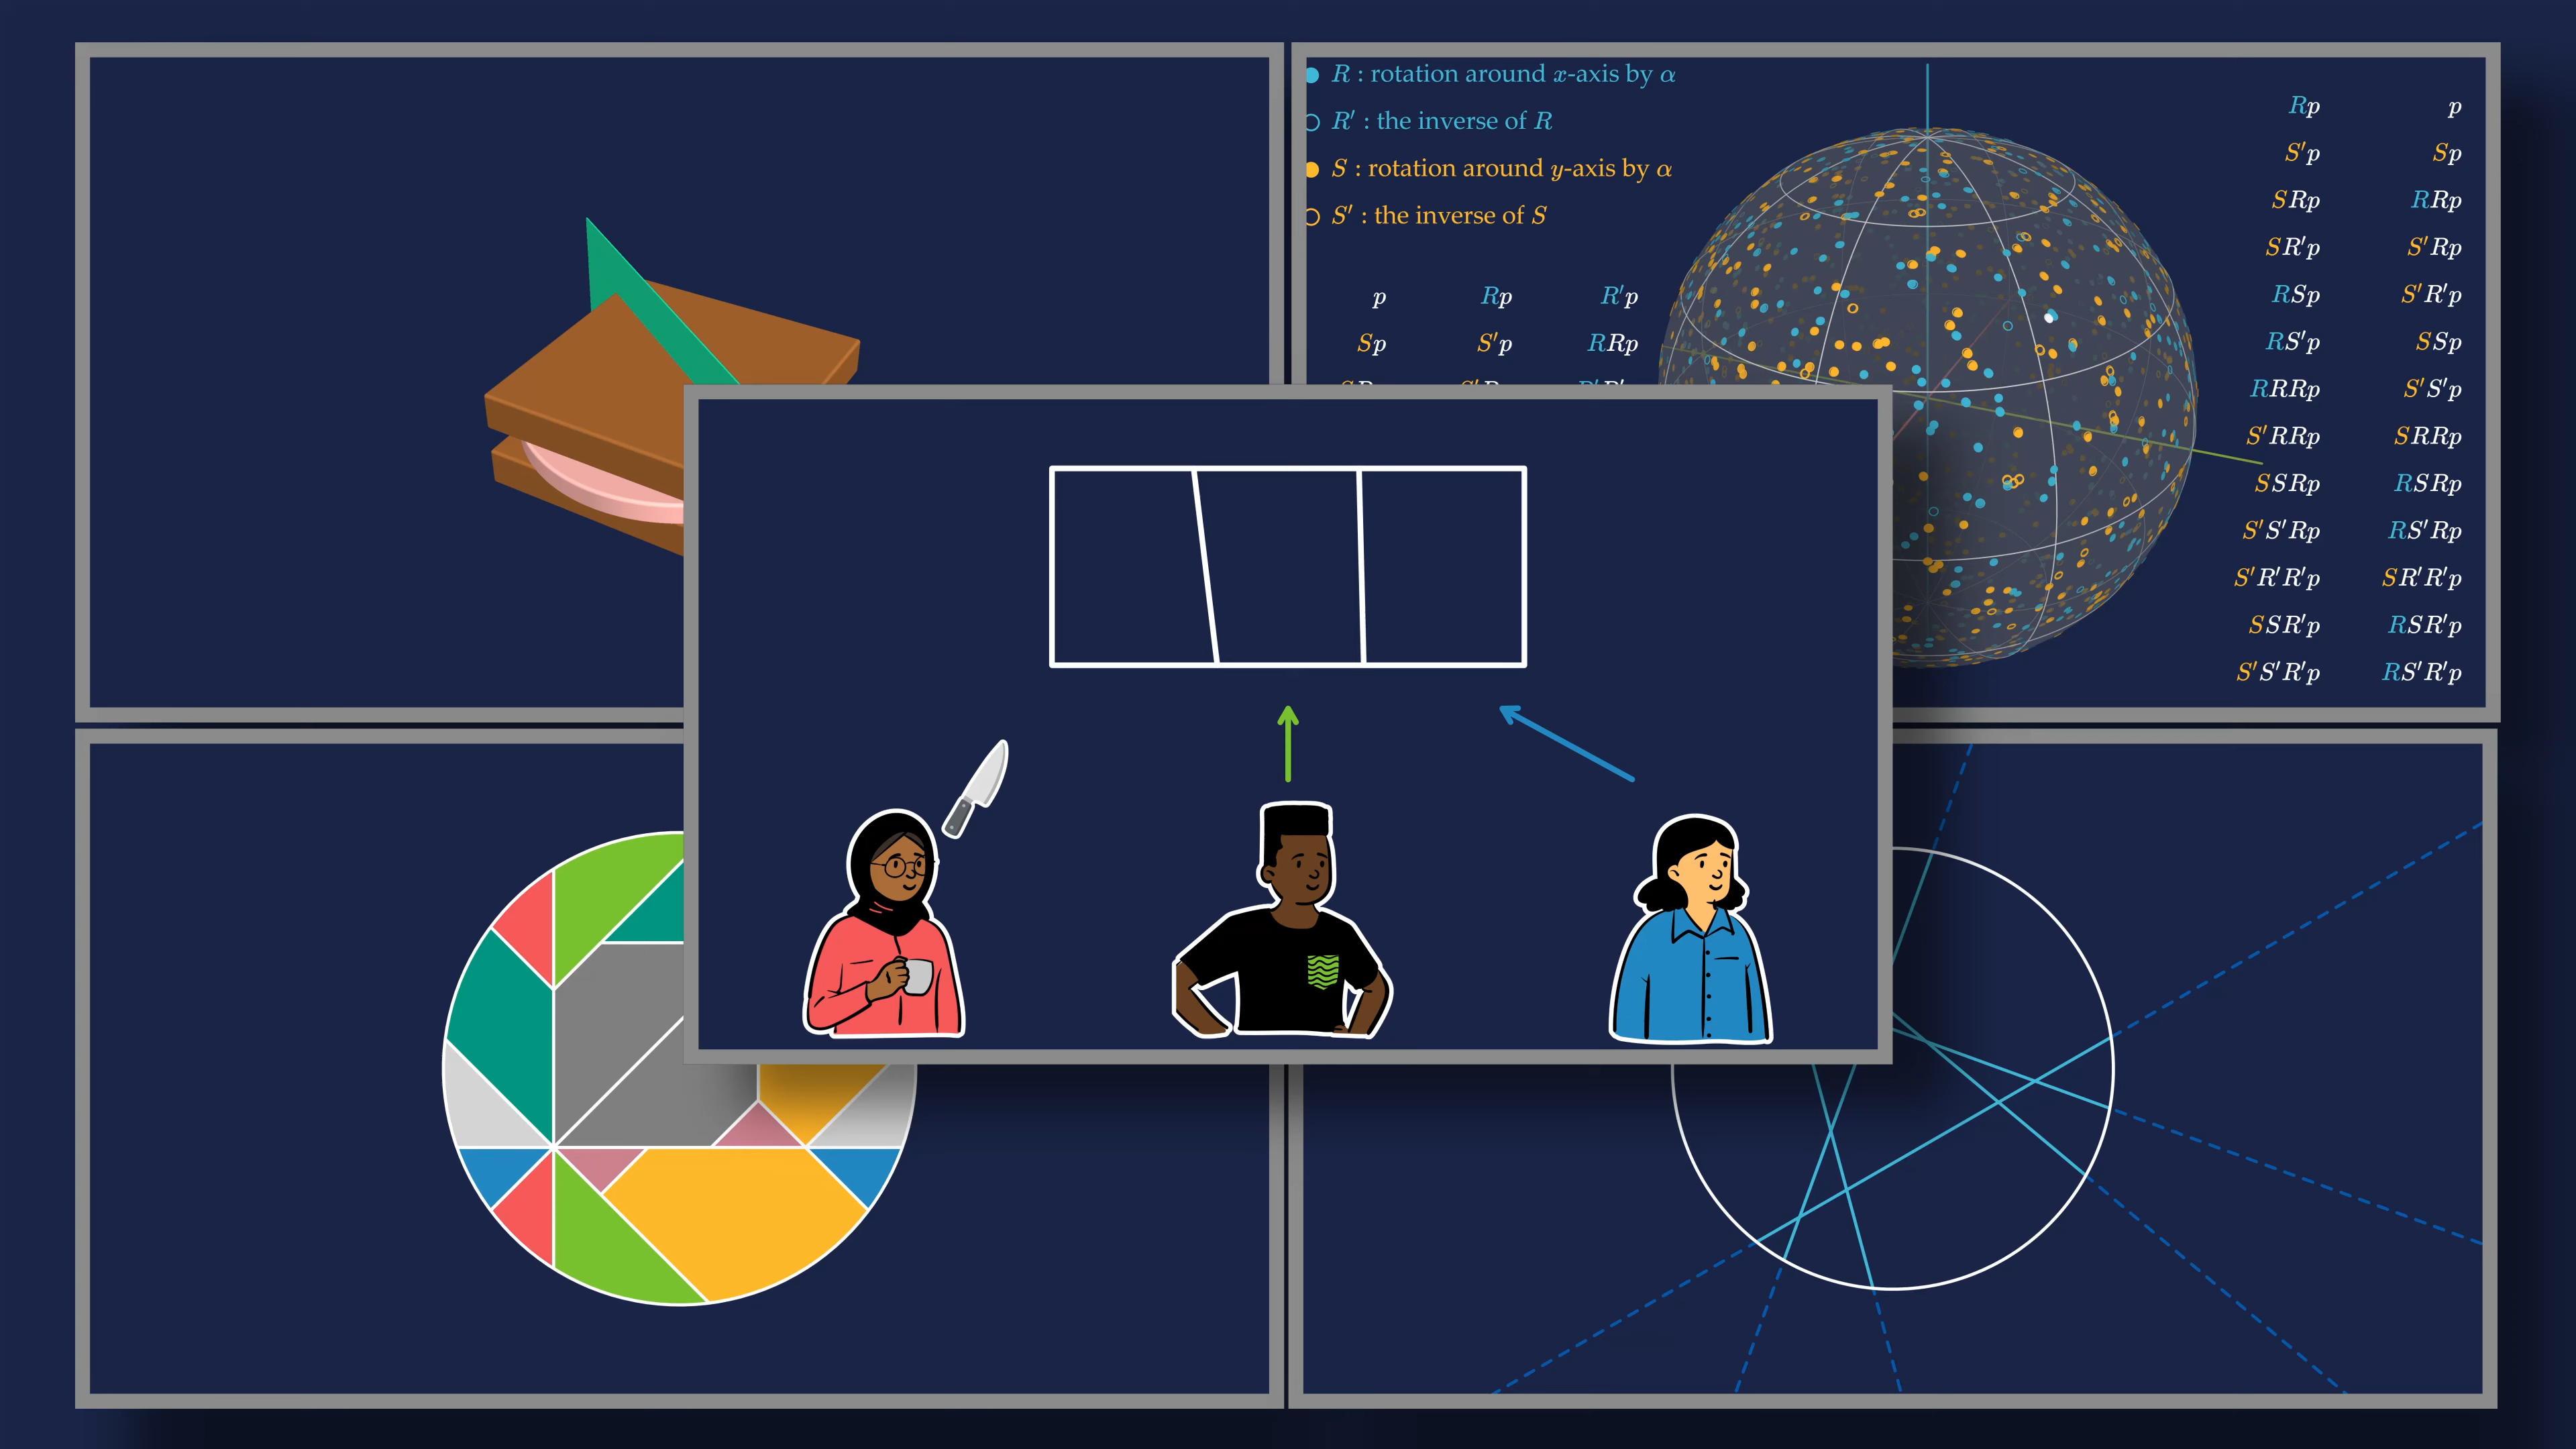 R : rotation around x-axis by α
R′ : the inverse of R
S : rotation around y-axis by α
S′ : the inverse of S
p Rp R′p
Sp S′p RRp
Rp p
S′p Sp
SRp RRp
SR′p S′Rp
RSp S′R′p
RS′p SSp
RRRp S′S′p
S′RRp SRRp
SSRp RSRp
S′S′Rp RS′Rp
S′R′R′p SR′R′p
SSR′p RSR′p
S′S′R′p RS′R′p